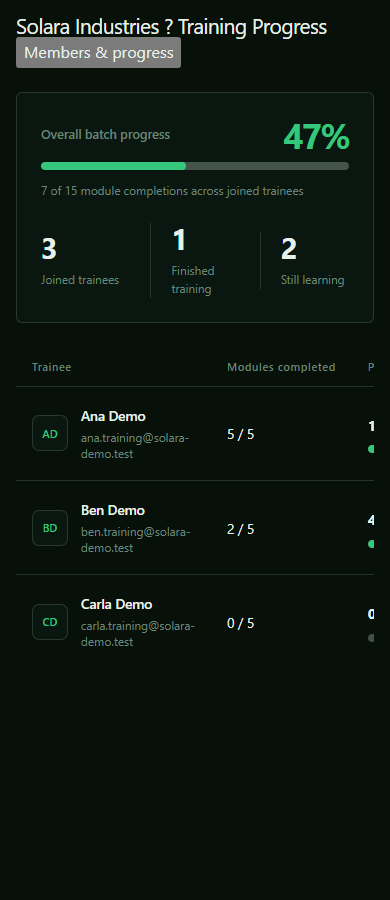 Solara Industries ? Training Progress
Members & progress
Overall batch progress
47%
7 of 15 module completions across joined trainees
3
Joined trainees
1
Finished
training
2
Still learning
Trainee
Modules completed
P
AD
Ana Demo
ana.training@solara-
demo.test
5 / 5
1
BD
Ben Demo
ben.training@solara-
demo.test
2 / 5
4
CD
Carla Demo
carla.training@solara-
demo.test
0 / 5
0